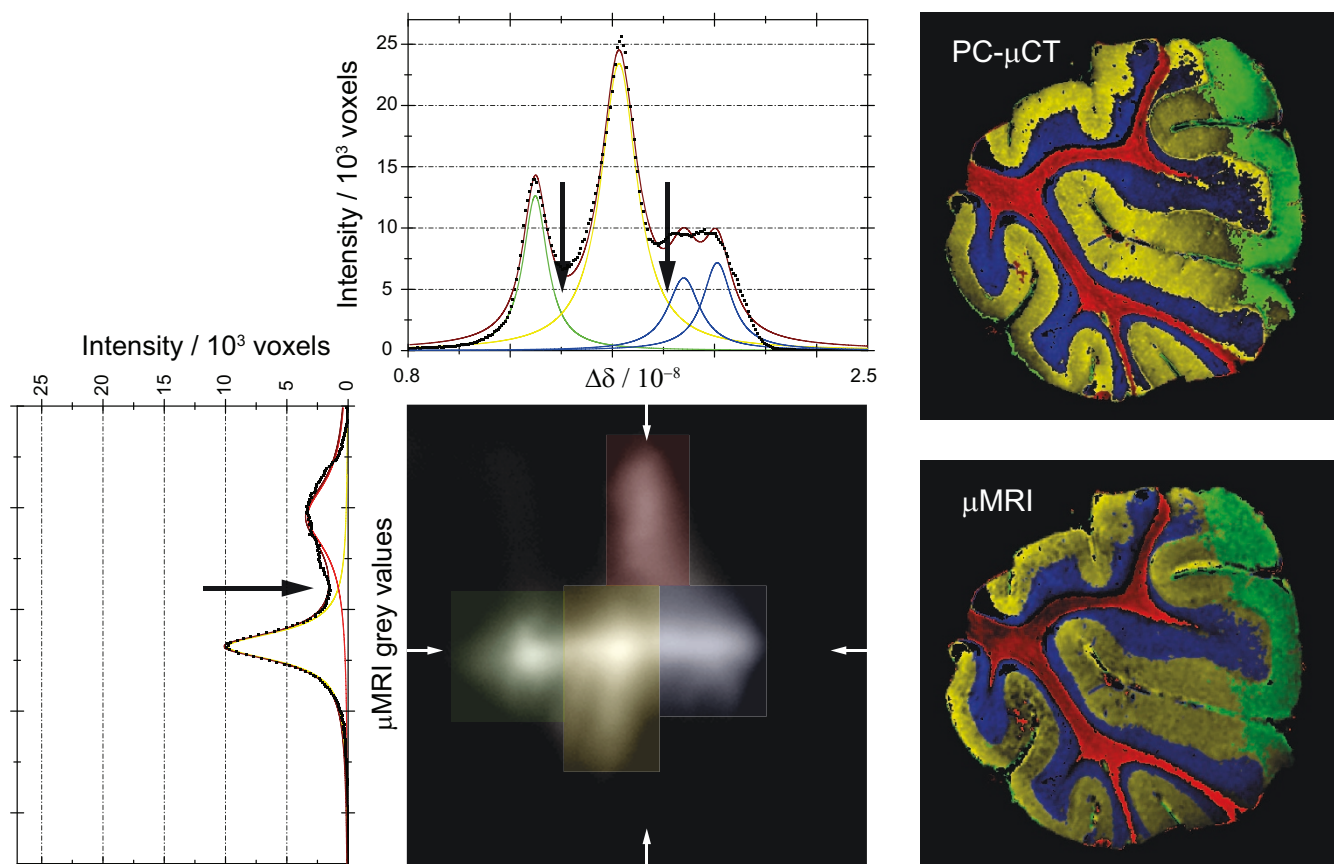 25
20
15
10
5
0
Intensity / 10³ voxels
0.8
Δδ / 10⁻⁸
2.5
PC-μCT
Intensity / 10³ voxels
25
20
15
10
5
0
μMRI grey values
μMRI